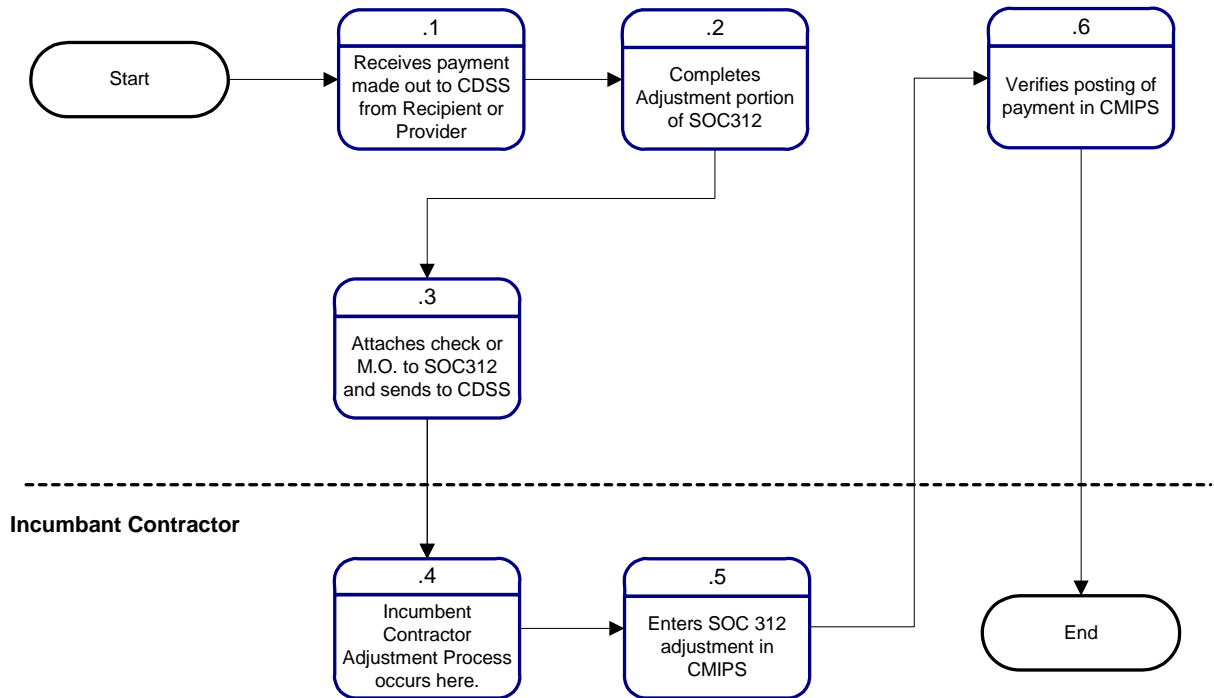 Start
.1
Receives payment
made out to CDSS
from Recipient or
Provider
.2
Completes
Adjustment portion
of SOC312
.6
Verifies posting of
payment in CMIPS
.3
Attaches check or
M.O. to SOC312
and sends to CDSS
Incumbant Contractor
.4
Incumbent
Contractor
Adjustment Process
occurs here.
.5
Enters SOC 312
adjustment in
CMIPS
End